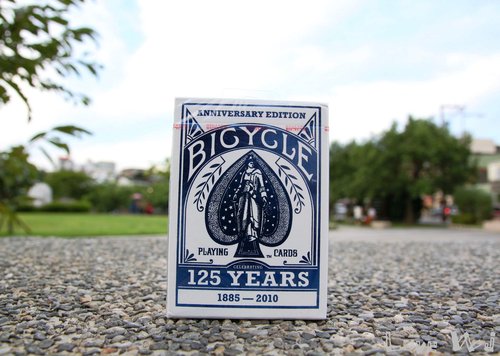 ANNIVERSARY EDITION
BICYCLE
PLAYING CARDS
CELEBRATING
125 YEARS
1885 — 2010